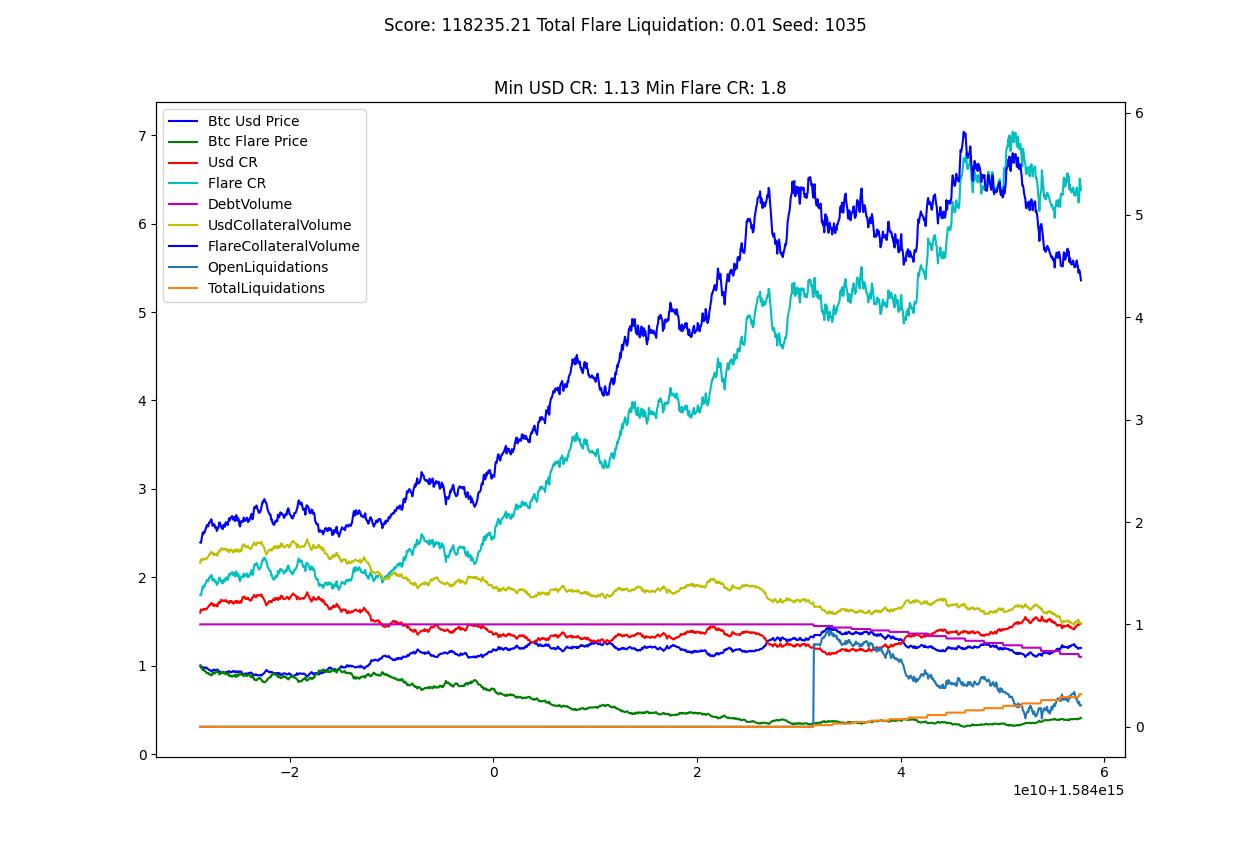 Score: 118235.21 Total Flare Liquidation: 0.01 Seed: 1035
Min USD CR: 1.13 Min Flare CR: 1.8
Btc Usd Price
Btc Flare Price
Usd CR
Flare CR
DebtVolume
UsdCollateralVolume
FlareCollateralVolume
OpenLiquidations
TotalLiquidations
7
6
5
4
3
2
1
0
6
5
4
3
2
1
0
−2
0
2
4
6
1e10+1.584e15